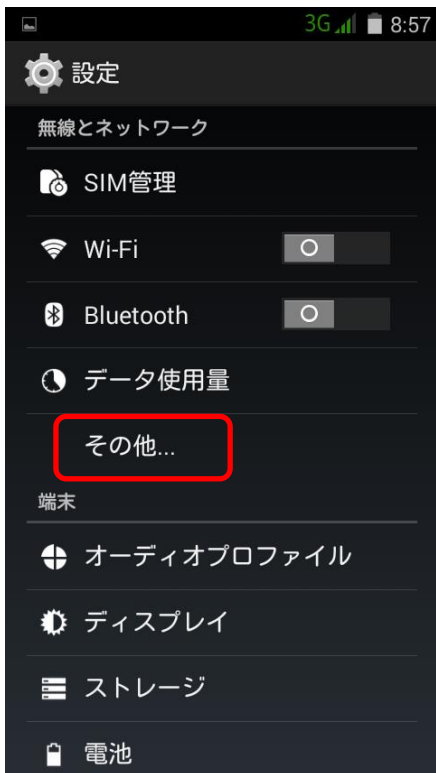 3G 8:57
設定
無線とネットワーク
SIM管理
Wi-Fi
Bluetooth
データ使用量
その他...
端末
オーディオプロファイル
ディスプレイ
ストレージ
電池